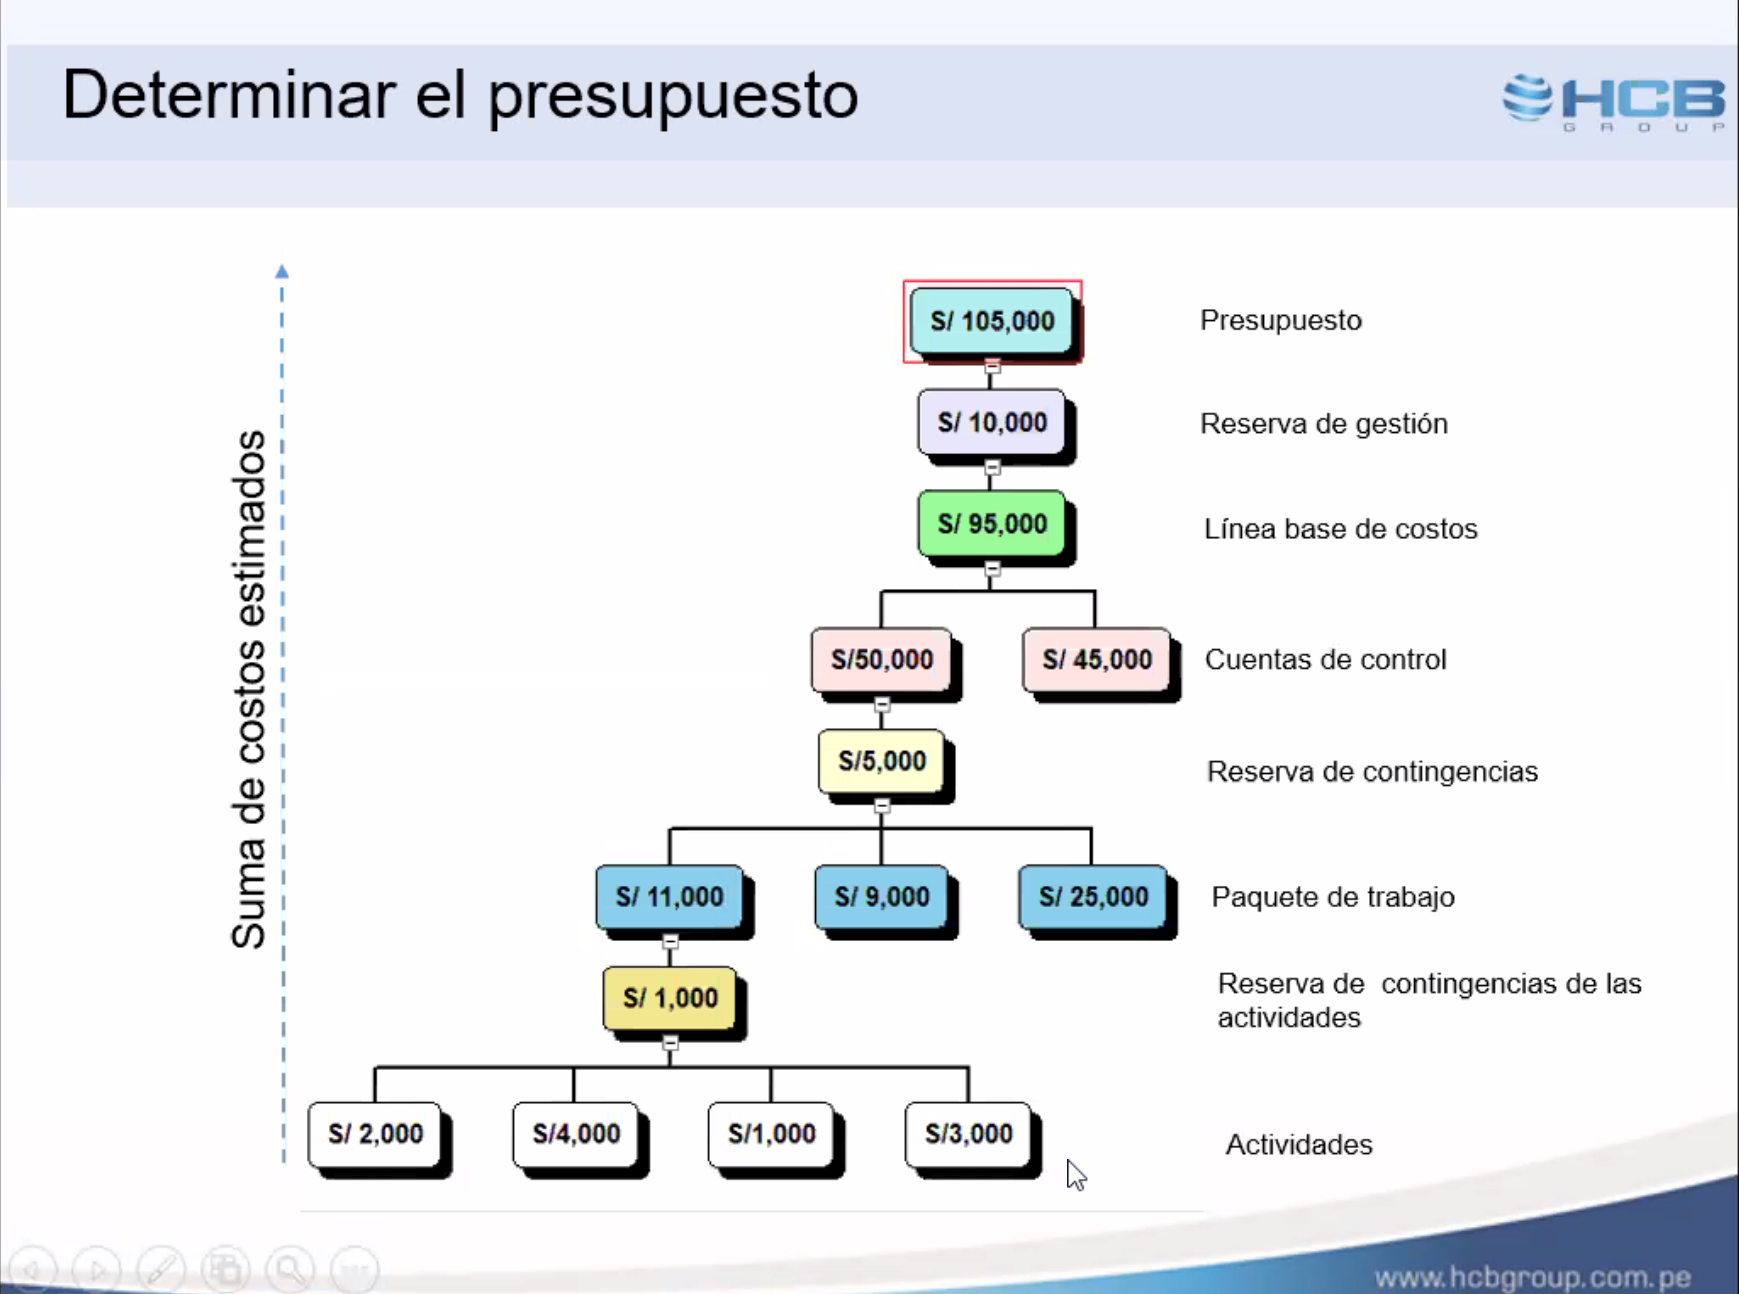 Determinar el presupuesto
HCB
GROUP
Suma de costos estimados
S/ 105,000
Presupuesto
S/ 10,000
Reserva de gestión
S/ 95,000
Línea base de costos
S/50,000
S/ 45,000
Cuentas de control
S/5,000
Reserva de contingencias
S/ 11,000
S/ 9,000
S/ 25,000
Paquete de trabajo
S/ 1,000
Reserva de contingencias de las
actividades
S/ 2,000
S/4,000
S/1,000
S/3,000
Actividades
www.hcbgroup.com.pe